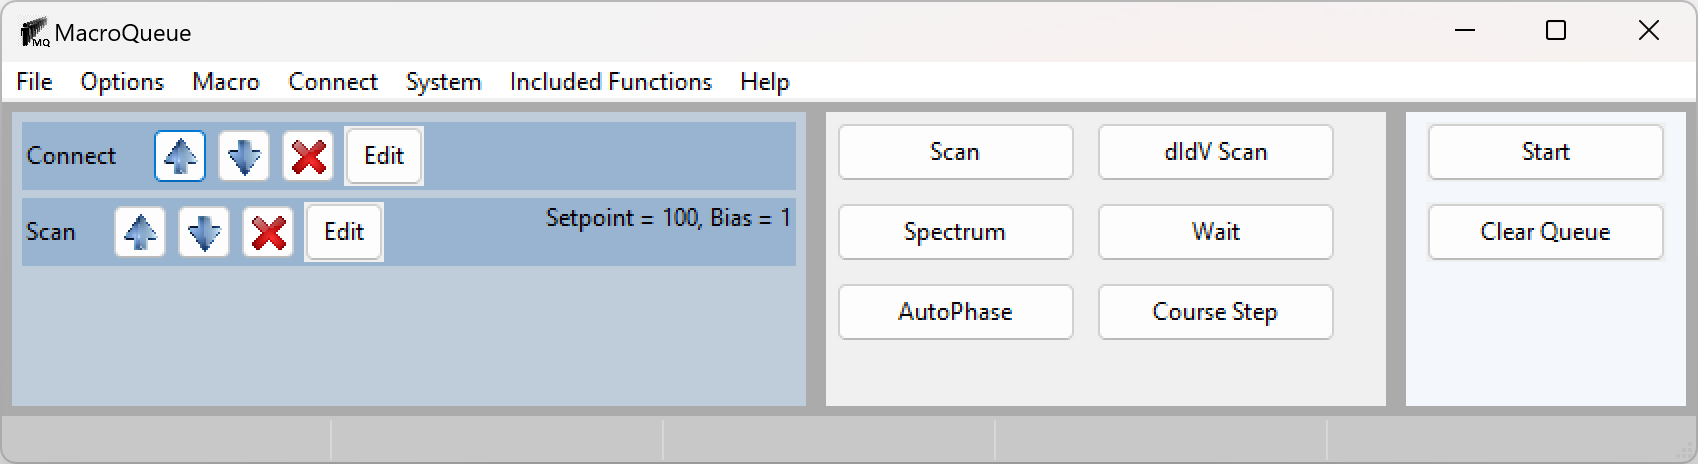 MQ MacroQueue
File Options Macro Connect System Included Functions Help
Connect Edit
Scan Edit Setpoint = 100, Bias = 1
Scan dIdV Scan
Spectrum Wait
AutoPhase Course Step
Start
Clear Queue